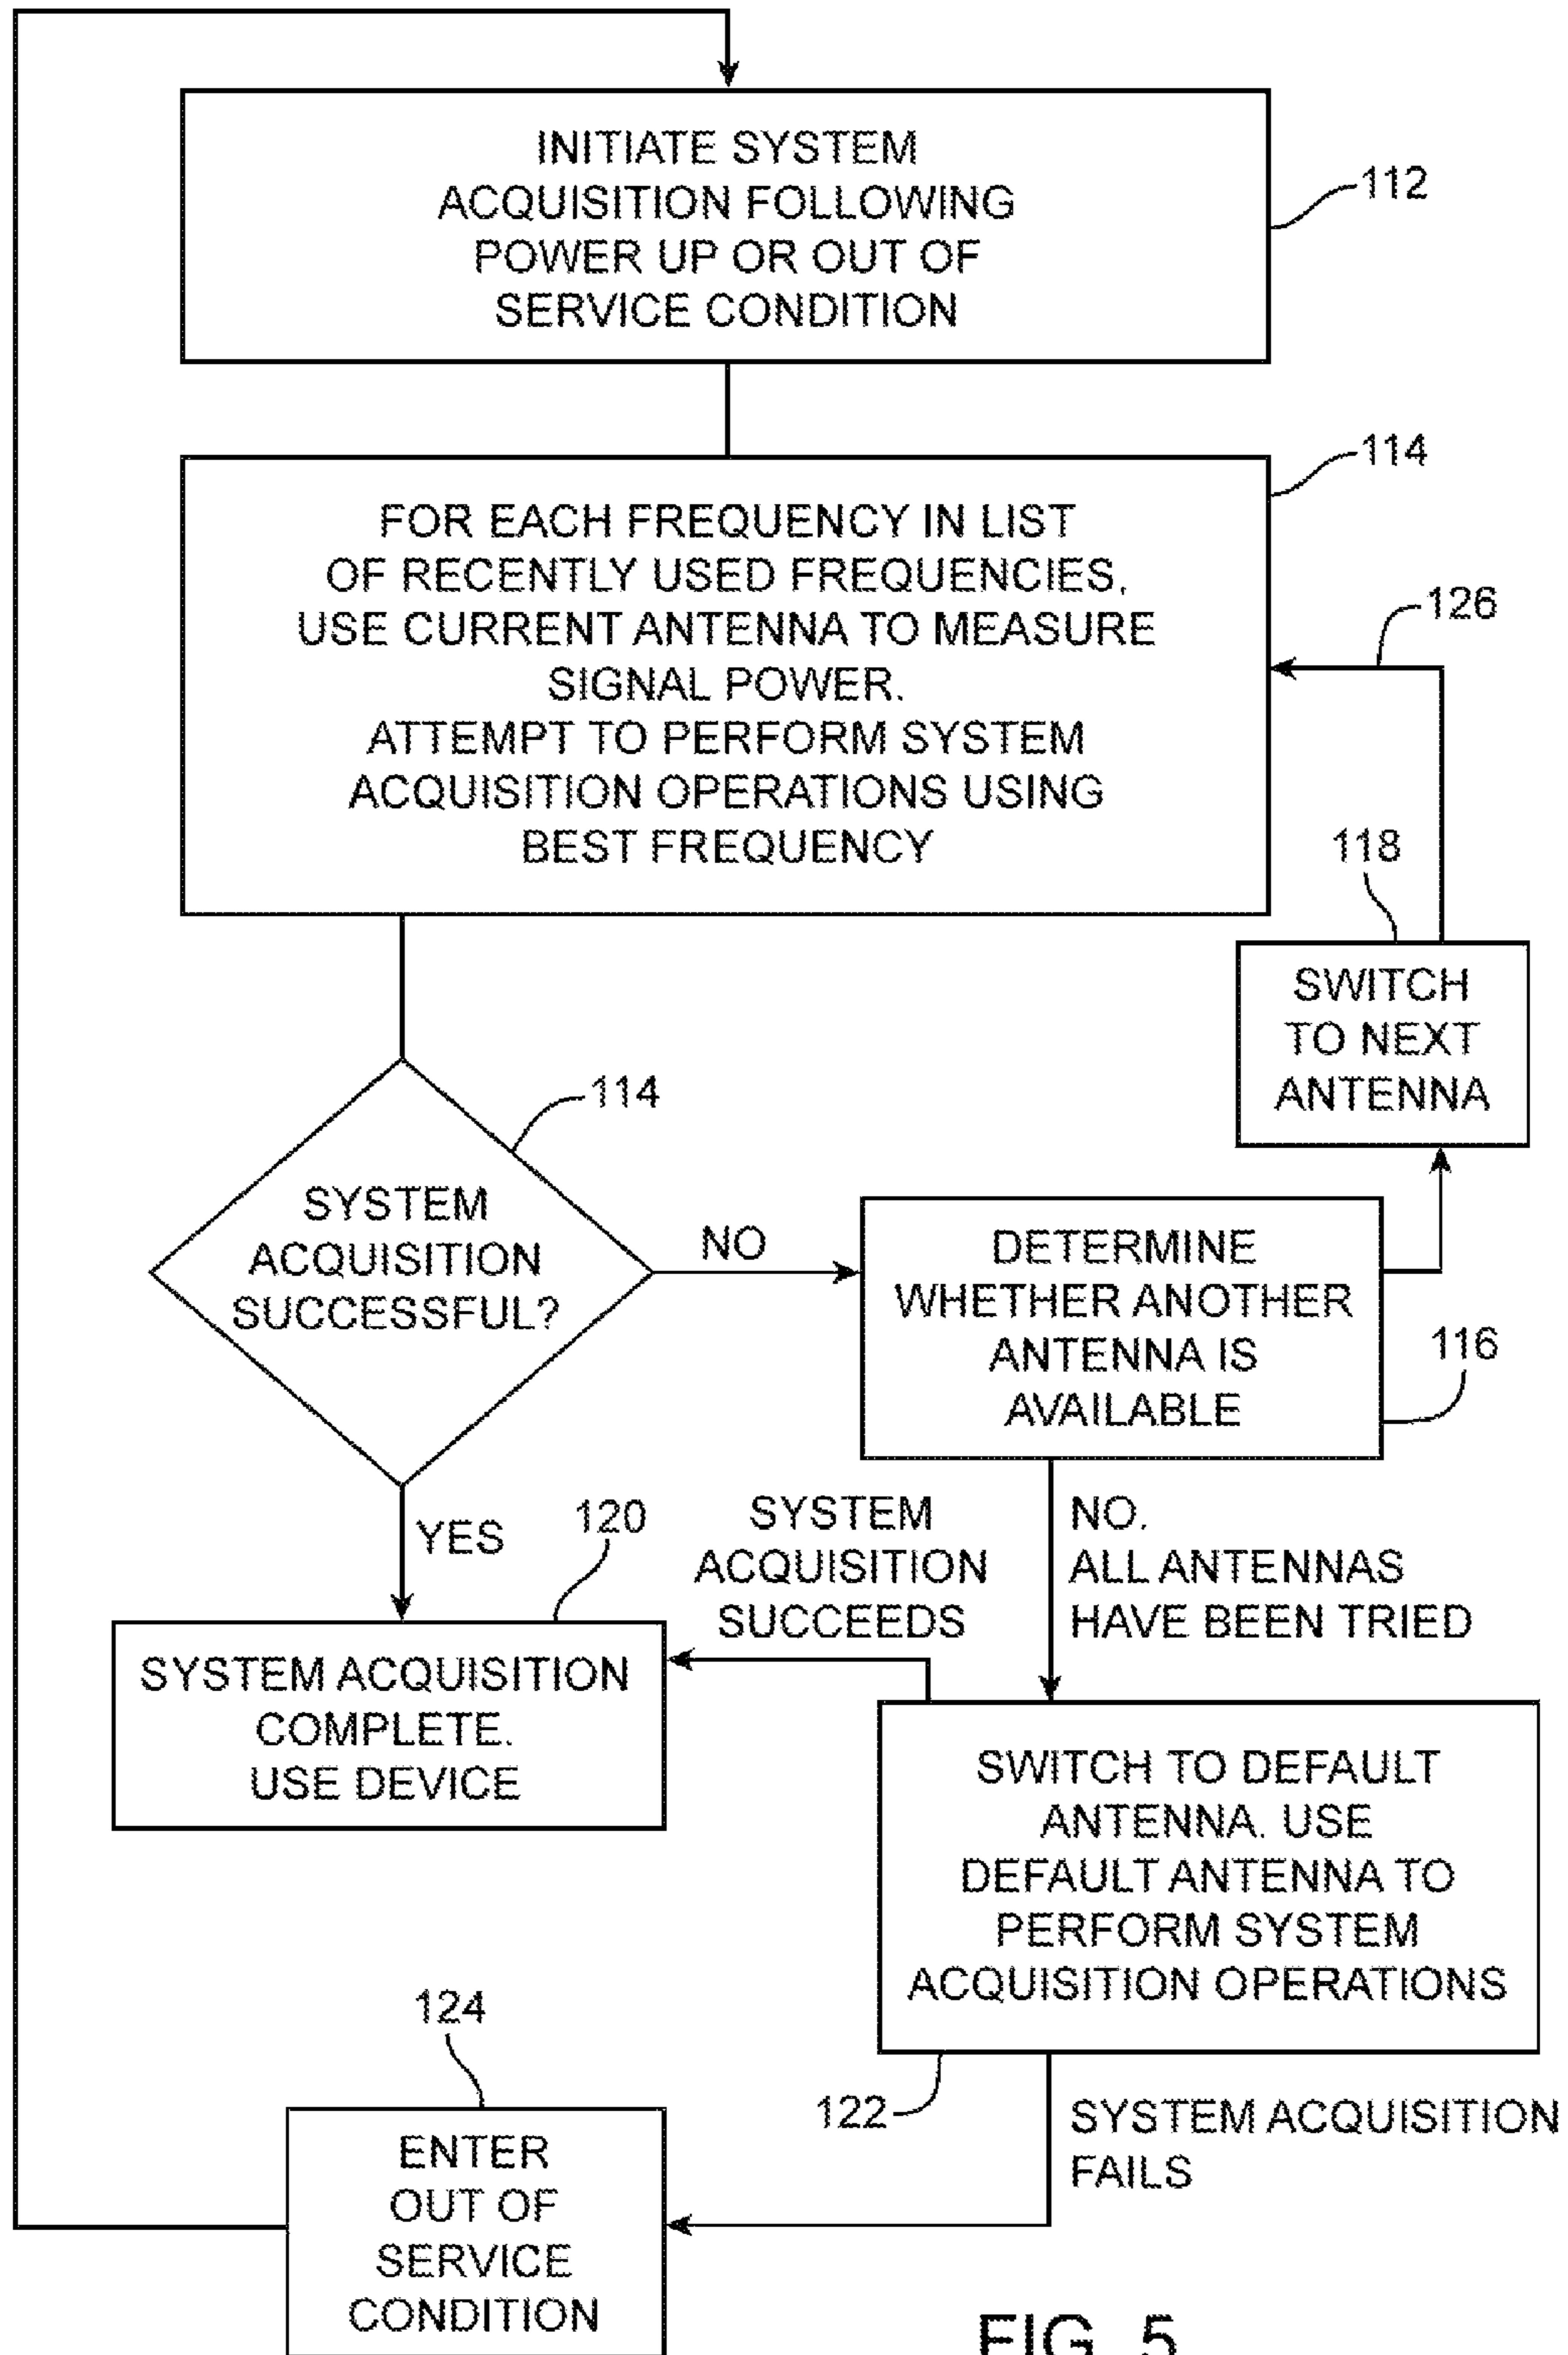 INITIATE SYSTEM
ACQUISITION FOLLOWING
POWER UP OR OUT OF
SERVICE CONDITION
112
FOR EACH FREQUENCY IN LIST
OF RECENTLY USED FREQUENCIES,
USE CURRENT ANTENNA TO MEASURE
SIGNAL POWER.
ATTEMPT TO PERFORM SYSTEM
ACQUISITION OPERATIONS USING
BEST FREQUENCY
114
126
118
SWITCH
TO NEXT
ANTENNA
114
SYSTEM
ACQUISITION
SUCCESSFUL?
NO
DETERMINE
WHETHER ANOTHER
ANTENNA IS
AVAILABLE
116
YES
120
SYSTEM
ACQUISITION
SUCCEEDS
NO.
ALL ANTENNAS
HAVE BEEN TRIED
SYSTEM ACQUISITION
COMPLETE.
USE DEVICE
SWITCH TO DEFAULT
ANTENNA. USE
DEFAULT ANTENNA TO
PERFORM SYSTEM
ACQUISITION OPERATIONS
122
SYSTEM ACQUISITION
FAILS
124
ENTER
OUT OF
SERVICE
CONDITION
FIG. 5